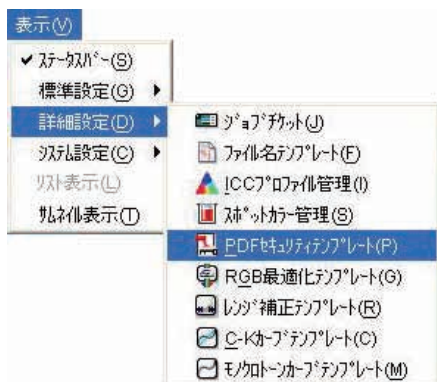 表示(V)
✔ ｽﾃｰﾀｽﾊﾞｰ(S)
標準設定(G)
詳細設定(D)
ｼｽﾃﾑ設定(C)
ﾘｽﾄ表示(L)
ｻﾑﾈｲﾙ表示(T)
ｼﾞｮﾌﾞﾁｹｯﾄ(J)
ﾌｧｲﾙ名ﾃﾝﾌﾟﾚｰﾄ(F)
ICCﾌﾟﾛﾌｧｲﾙ管理(I)
ｽﾎﾟｯﾄｶﾗｰ管理(S)
PDFｾｷｭﾘﾃｨﾃﾝﾌﾟﾚｰﾄ(P)
RGB最適化ﾃﾝﾌﾟﾚｰﾄ(G)
ﾚﾝｼﾞ補正ﾃﾝﾌﾟﾚｰﾄ(R)
C-Kｶｰﾌﾞﾃﾝﾌﾟﾚｰﾄ(C)
ﾓﾉｸﾛﾄｰﾝｶｰﾌﾞﾃﾝﾌﾟﾚｰﾄ(M)